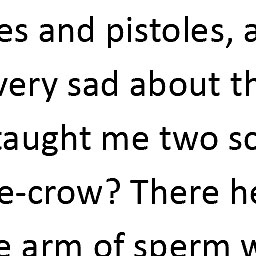 es and pistoles, a
very sad about th
taught me two sc
e-crow? There he
e arm of sperm w